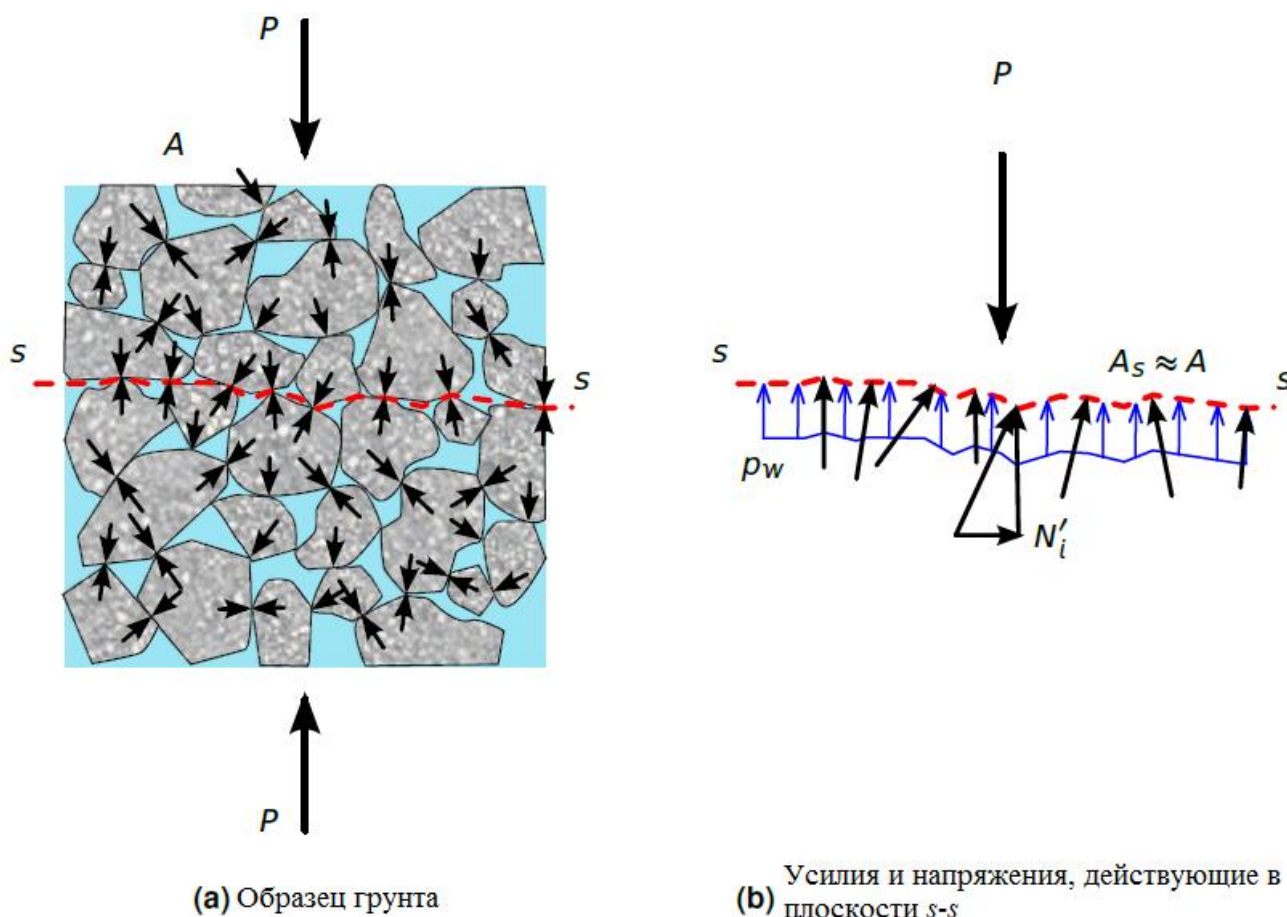 P
A
s
s
P
(a) Образец грунта
P
s
A_s ≈ A
s
p_w
N'_i
(b) Усилия и напряжения, действующие в
плоскости s-s